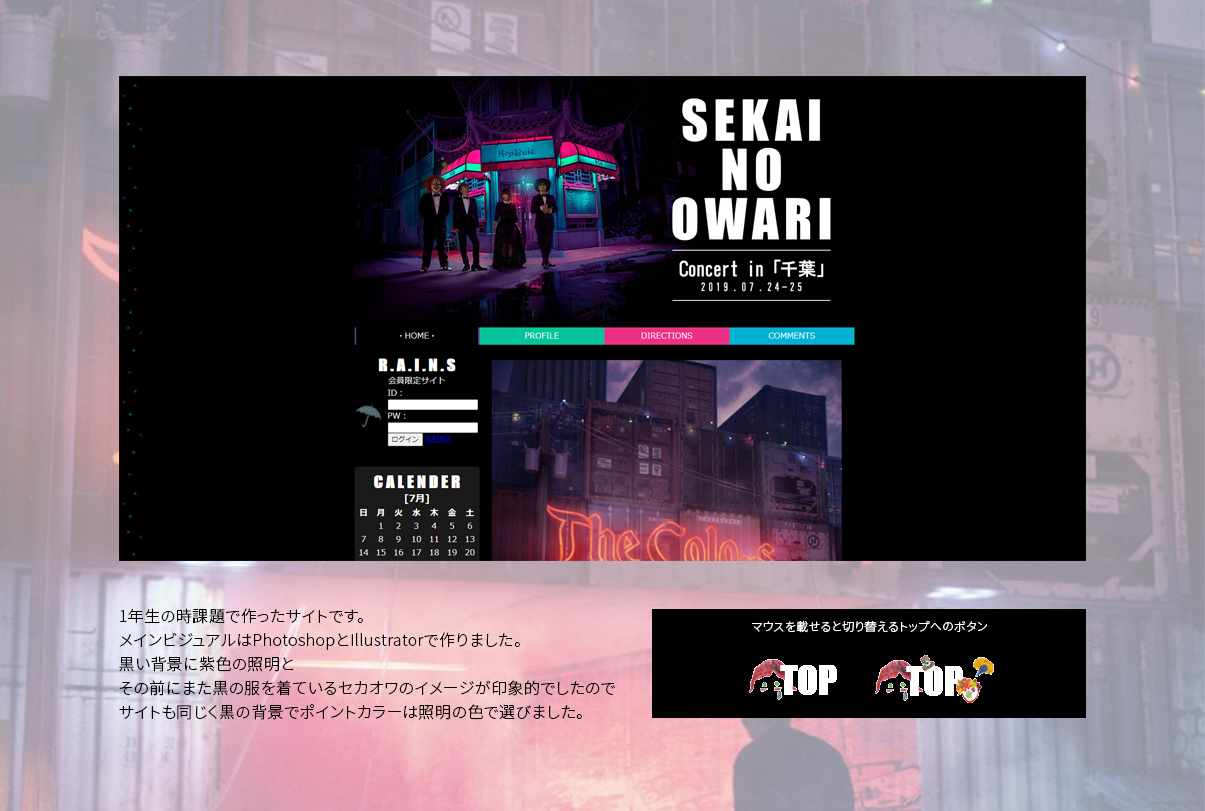 SEKAI
NO
OWARI
Concert in「千葉」
2019.07.24-25
・HOME・
PROFILE
DIRECTIONS
COMMENTS
R.A.I.N.S
会員限定サイト
ID：
PW：
ログイン
CALENDER
[7月]
日 月 火 水 木 金 土
1 2 3 4 5 6
7 8 9 10 11 12 13
14 15 16 17 18 19 20
The Colors
1年生の時課題で作ったサイトです。
メインビジュアルはPhotoshopとIllustratorで作りました。
黒い背景に紫色の照明と
その前にまた黒の服を着ているセカオワのイメージが印象的でしたので
サイトも同じく黒の背景でポイントカラーは照明の色で選びました。
マウスを載せると切り替えるトップへのボタン
TOP
TOP